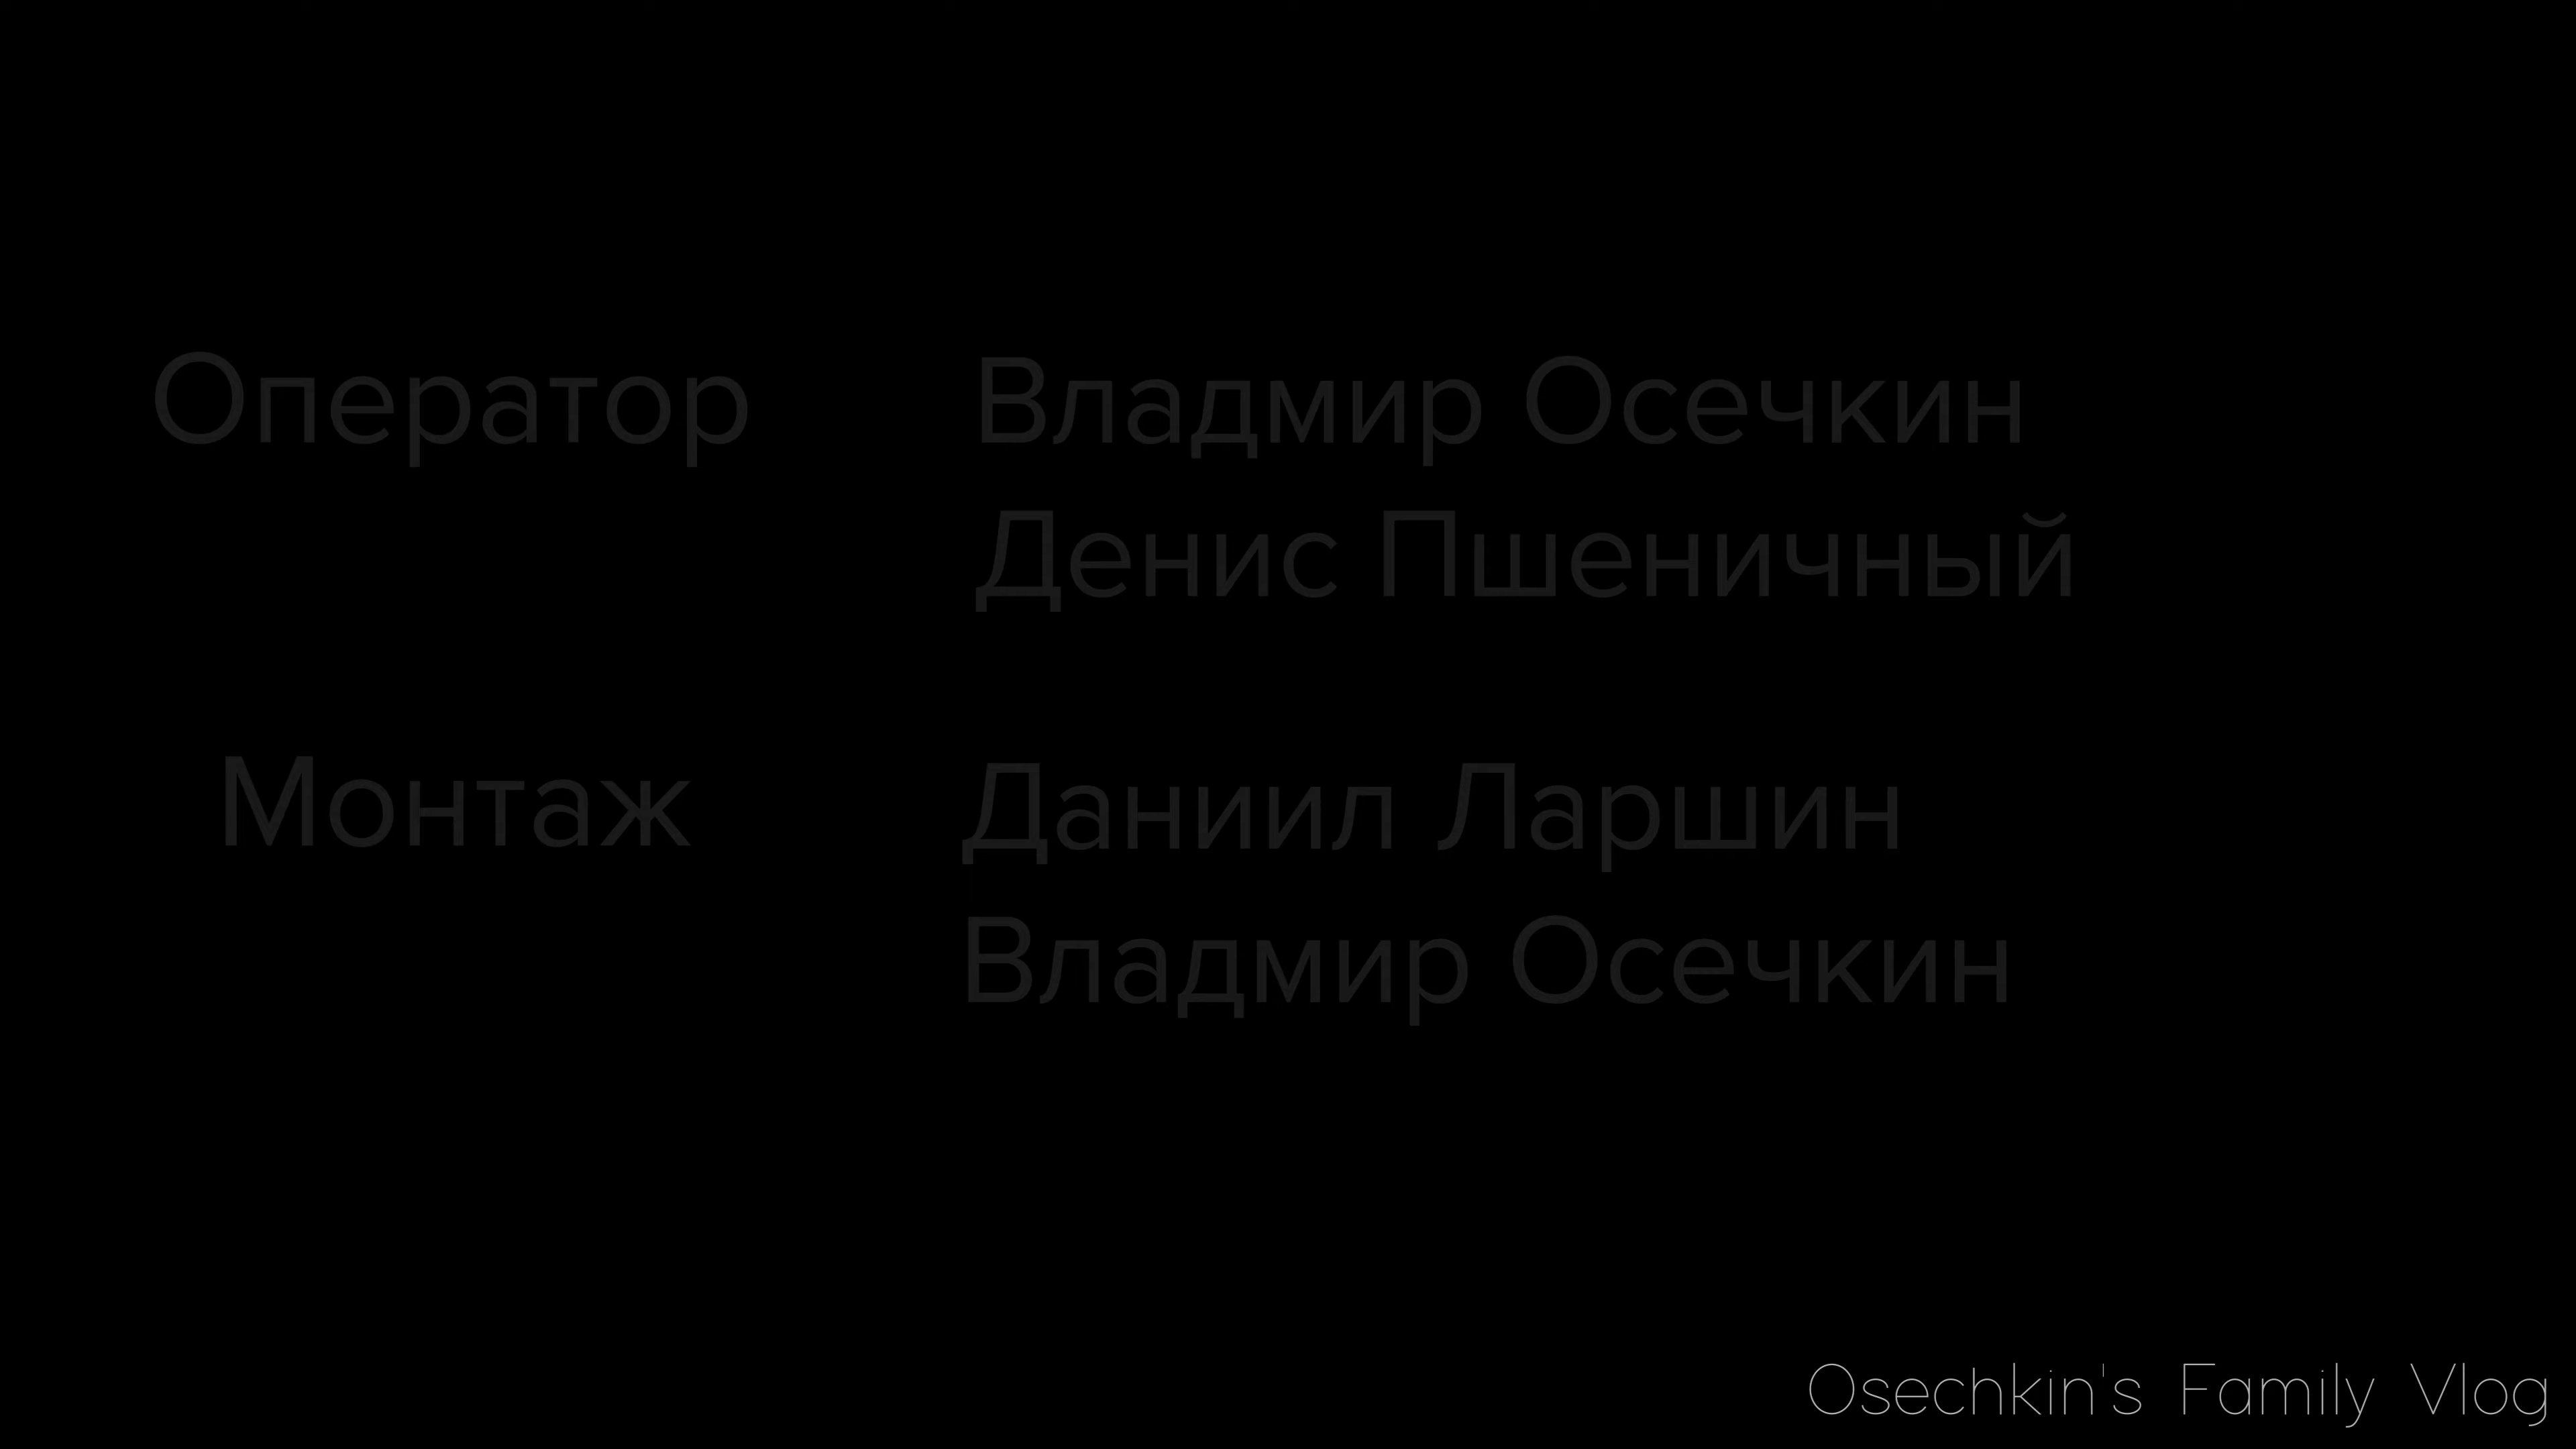 Оператор Владмир Осечкин
Денис Пшеничный
Монтаж Даниил Ларшин
Владмир Осечкин
Osechkin's Family Vlog